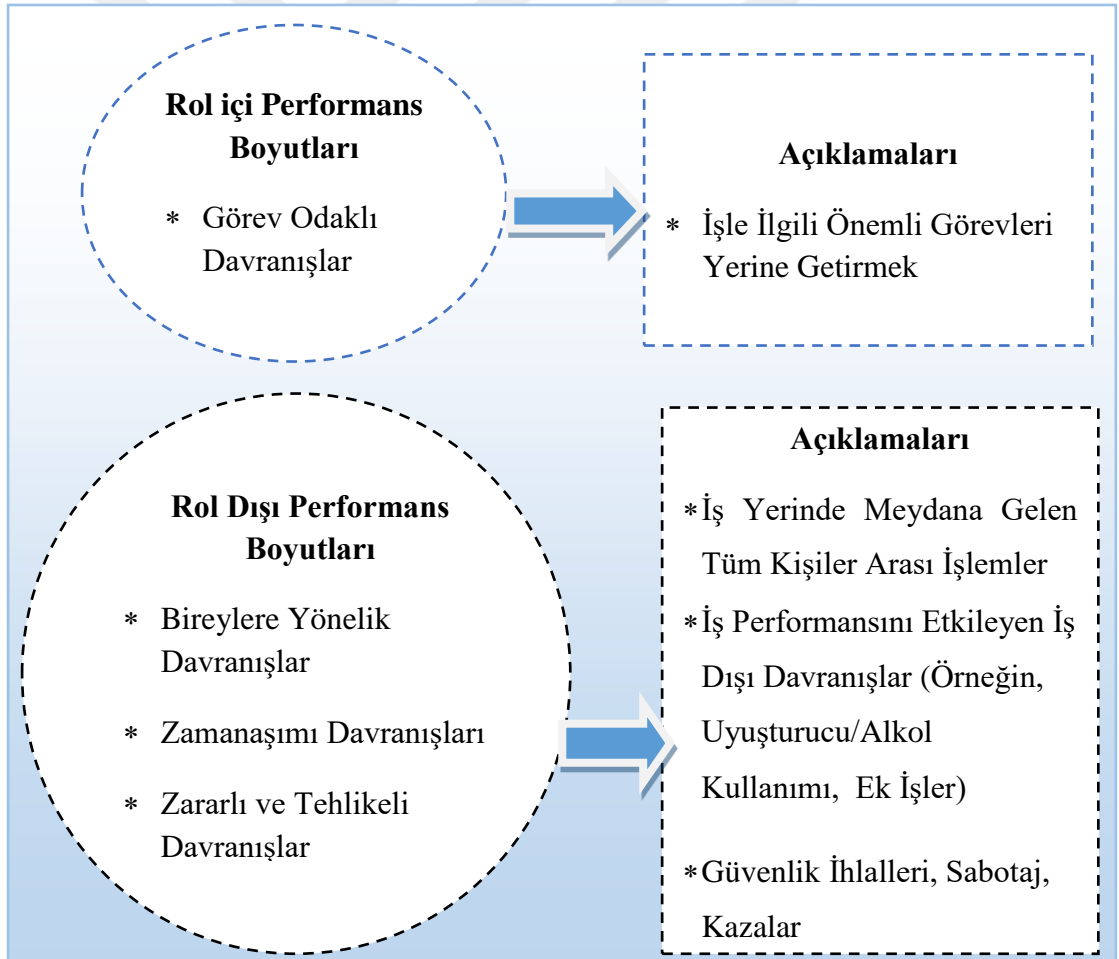 Rol içi Performans
Boyutları
* Görev Odaklı
Davranışlar
Açıklamaları
* İşle İlgili Önemli Görevleri
Yerine Getirmek
Rol Dışı Performans
Boyutları
* Bireylere Yönelik
Davranışlar
* Zamanaşımı Davranışları
* Zararlı ve Tehlikeli
Davranışlar
Açıklamaları
*İş Yerinde Meydana Gelen
Tüm Kişiler Arası İşlemler
*İş Performansını Etkileyen İş
Dışı Davranışlar (Örneğin,
Uyuşturucu/Alkol
Kullanımı, Ek İşler)
*Güvenlik İhlalleri, Sabotaj,
Kazalar